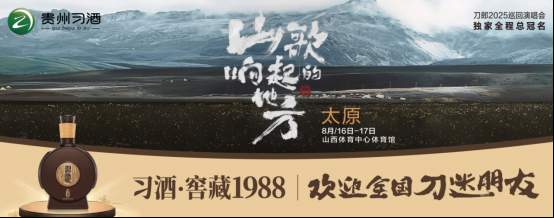 贵州习酒
刀郎2025巡回演唱会
独家全程总冠名
山歌
响起的
地方
太原
8月/16日-17日
山西体育中心体育馆
习酒·窖藏1988
欢迎全国刀迷朋友